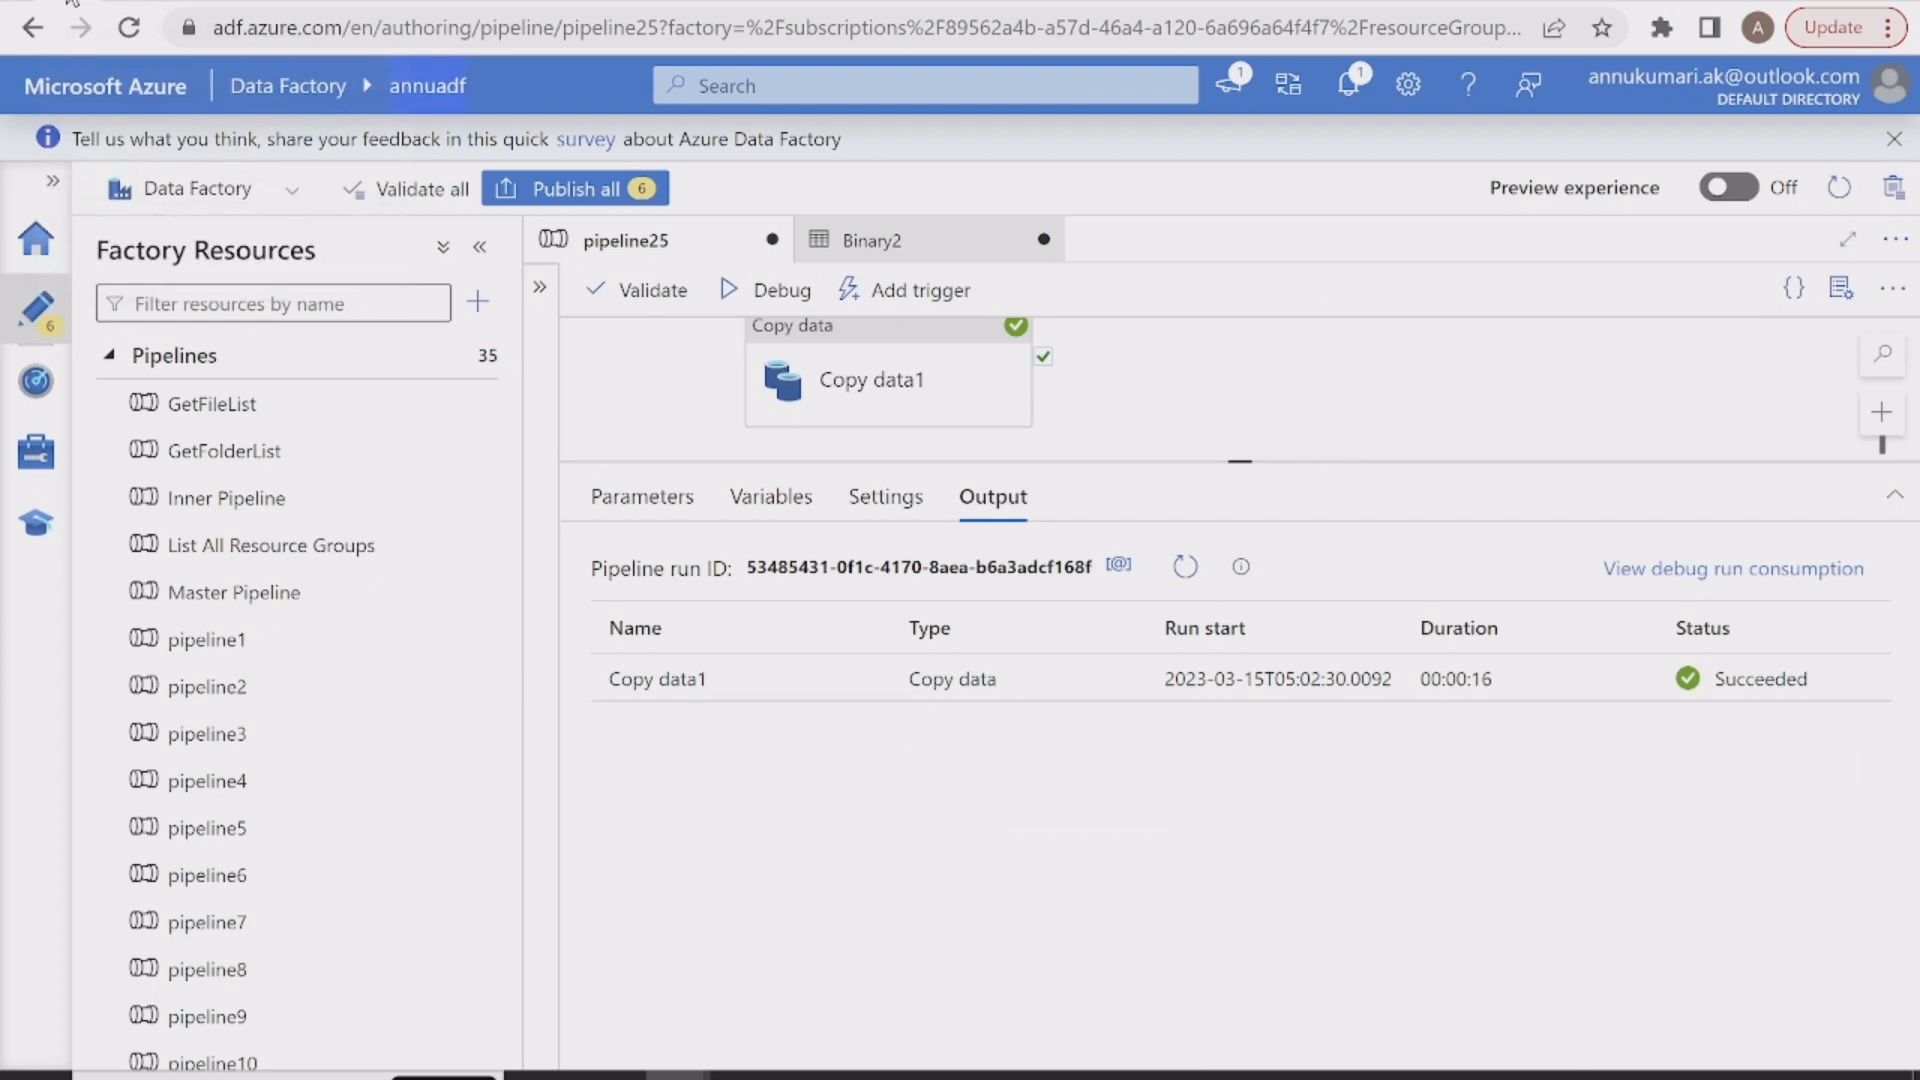 adf.azure.com/en/authoring/pipeline/pipeline25?factory=%2Fsubscriptions%2F89562a4b-a57d-46a4-a120-6a696a64f4f7%2FresourceGroup...
A
Update
Microsoft Azure
Data Factory
annuadf
Search
1
1
?
annukumari.ak@outlook.com
DEFAULT DIRECTORY
Tell us what you think, share your feedback in this quick survey about Azure Data Factory
Data Factory
Validate all
Publish all 6
Preview experience
Off
Factory Resources
pipeline25
Binary2
Filter resources by name
Validate
Debug
Add trigger
{}
6
Pipelines 35
Copy data
Copy data1
GetFileList
GetFolderList
Inner Pipeline
List All Resource Groups
Master Pipeline
pipeline1
pipeline2
pipeline3
pipeline4
pipeline5
pipeline6
pipeline7
pipeline8
pipeline9
pipeline10
Parameters
Variables
Settings
Output
Pipeline run ID: 53485431-0f1c-4170-8aea-b6a3adcf168f [@]
View debug run consumption
Name Type Run start Duration Status
Copy data1 Copy data 2023-03-15T05:02:30.0092 00:00:16 Succeeded